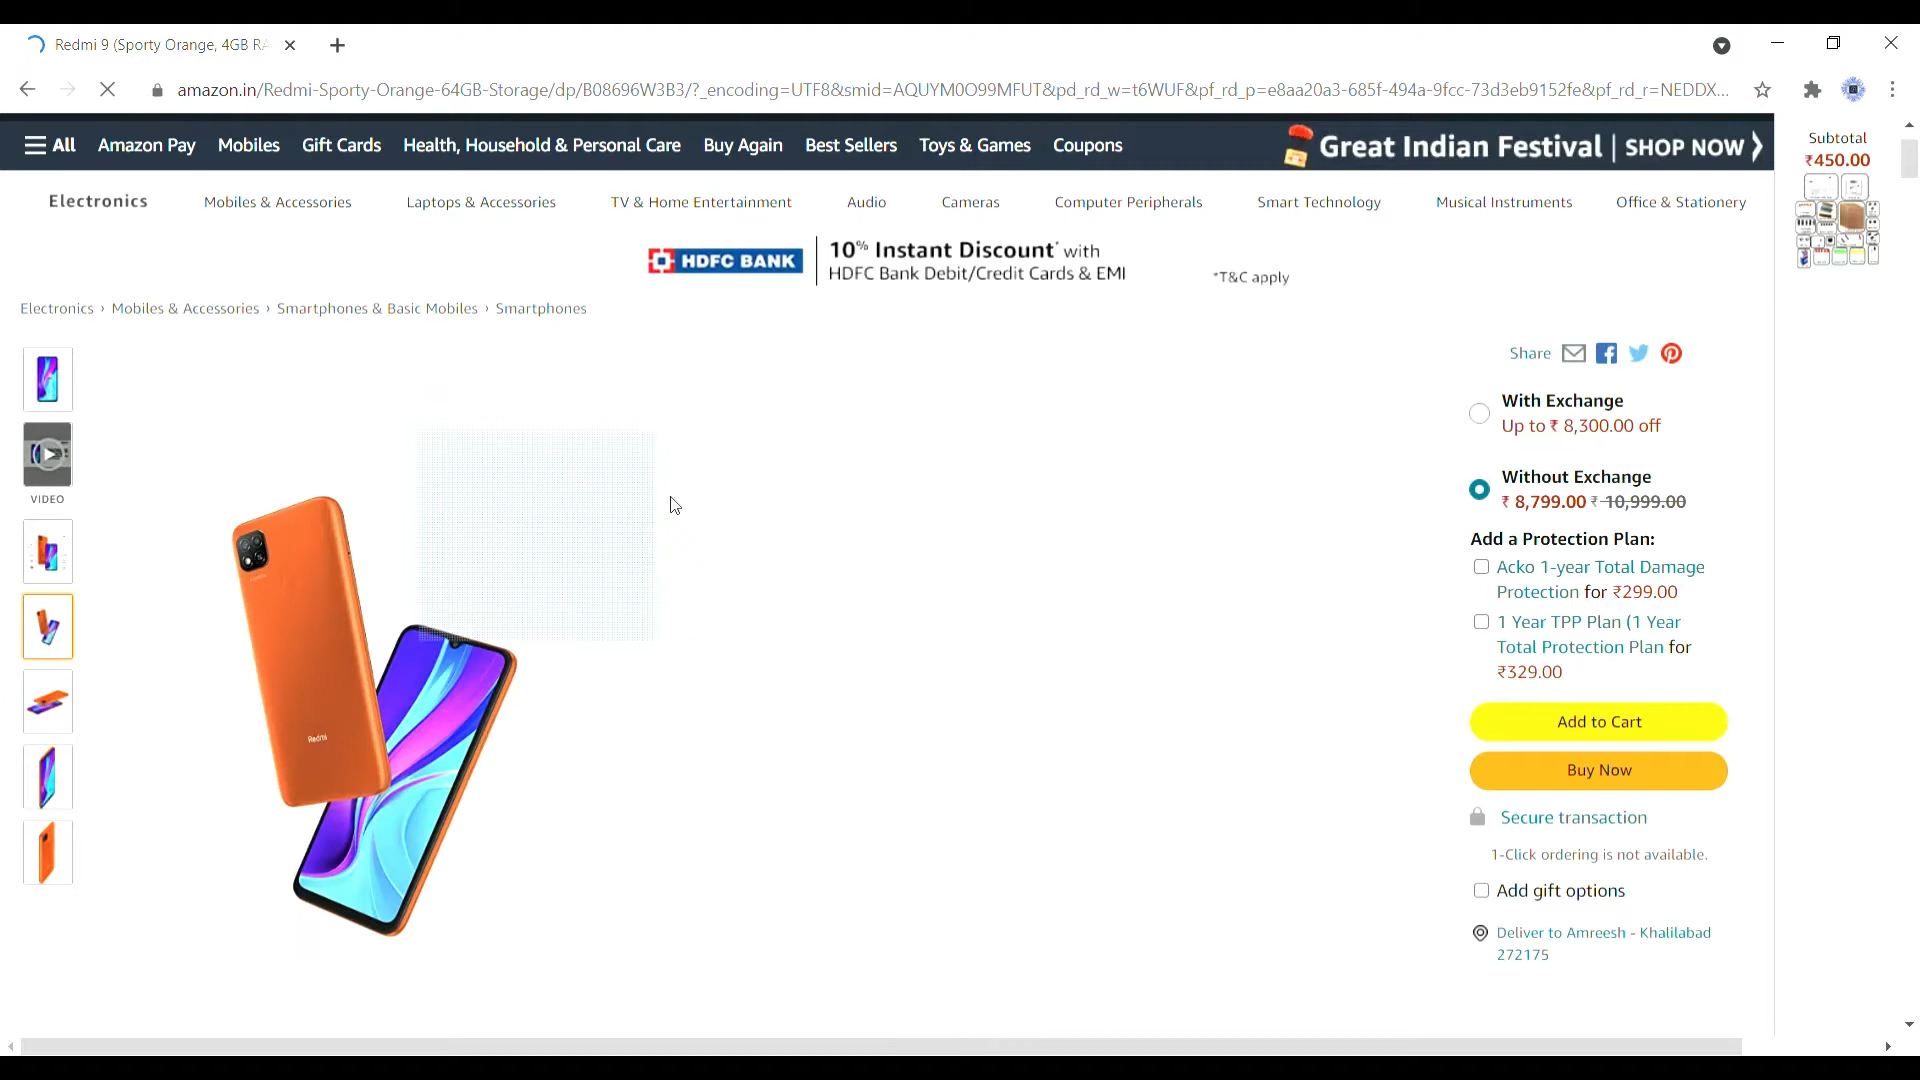 Redmi 9 (Sporty Orange, 4GB RA
amazon.in/Redmi-Sporty-Orange-64GB-Storage/dp/B08696W3B3/?_encoding=UTF8&smid=AQUYM0O99MFUT&pd_rd_w=t6WUF&pf_rd_p=e8aa20a3-685f-494a-9fcc-73d3eb9152fe&pf_rd_r=NEDDX...
All Amazon Pay Mobiles Gift Cards Health, Household & Personal Care Buy Again Best Sellers Toys & Games Coupons Great Indian Festival | SHOP NOW
Subtotal
₹450.00
Electronics Mobiles & Accessories Laptops & Accessories TV & Home Entertainment Audio Cameras Computer Peripherals Smart Technology Musical Instruments Office & Stationery
HDFC BANK
10% Instant Discount* with
HDFC Bank Debit/Credit Cards & EMI
*T&C apply
Electronics › Mobiles & Accessories › Smartphones & Basic Mobiles › Smartphones
VIDEO
Redmi
Share
With Exchange
Up to ₹ 8,300.00 off
Without Exchange
₹ 8,799.00 ₹ 10,999.00
Add a Protection Plan:
Acko 1-year Total Damage
Protection for ₹299.00
1 Year TPP Plan (1 Year
Total Protection Plan for
₹329.00
Add to Cart
Buy Now
Secure transaction
1-Click ordering is not available.
Add gift options
Deliver to Amreesh - Khalilabad
272175